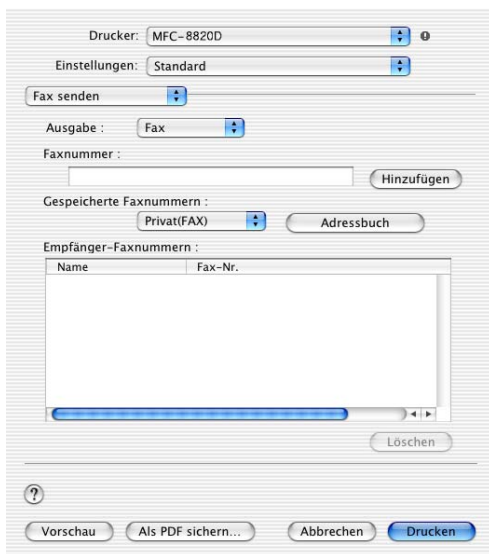 Drucker: MFC-8820D
Einstellungen: Standard
Fax senden
Ausgabe : Fax
Faxnummer :
Hinzufügen
Gespeicherte Faxnummern :
Privat(FAX) Adressbuch
Empfänger-Faxnummern :
Name Fax-Nr.
Löschen
?
Vorschau Als PDF sichern... Abbrechen Drucken